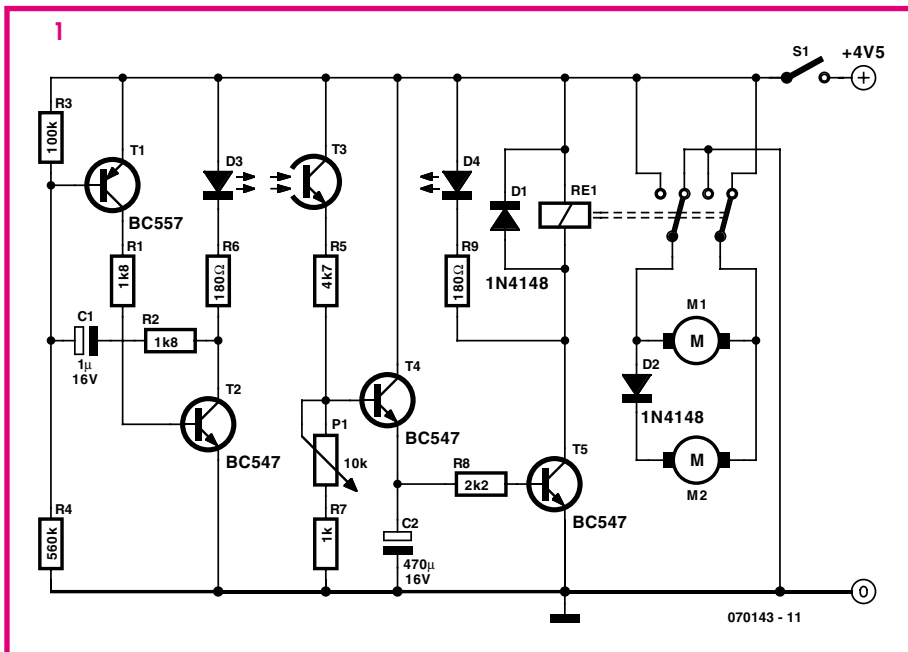 1
S1
+4V5
R3
100k
T1
BC557
D3
T3
D4
D1
RE1
1N4148
R1
1k8
R6
180Ω
R5
4k7
R9
180Ω
C1
1µ
16V
R2
1k8
T2
BC547
T4
BC547
P1
10k
M1
M
D2
1N4148
M
M2
R8
2k2
T5
BC547
R4
560k
R7
1k
C2
470µ
16V
0
070143 - 11